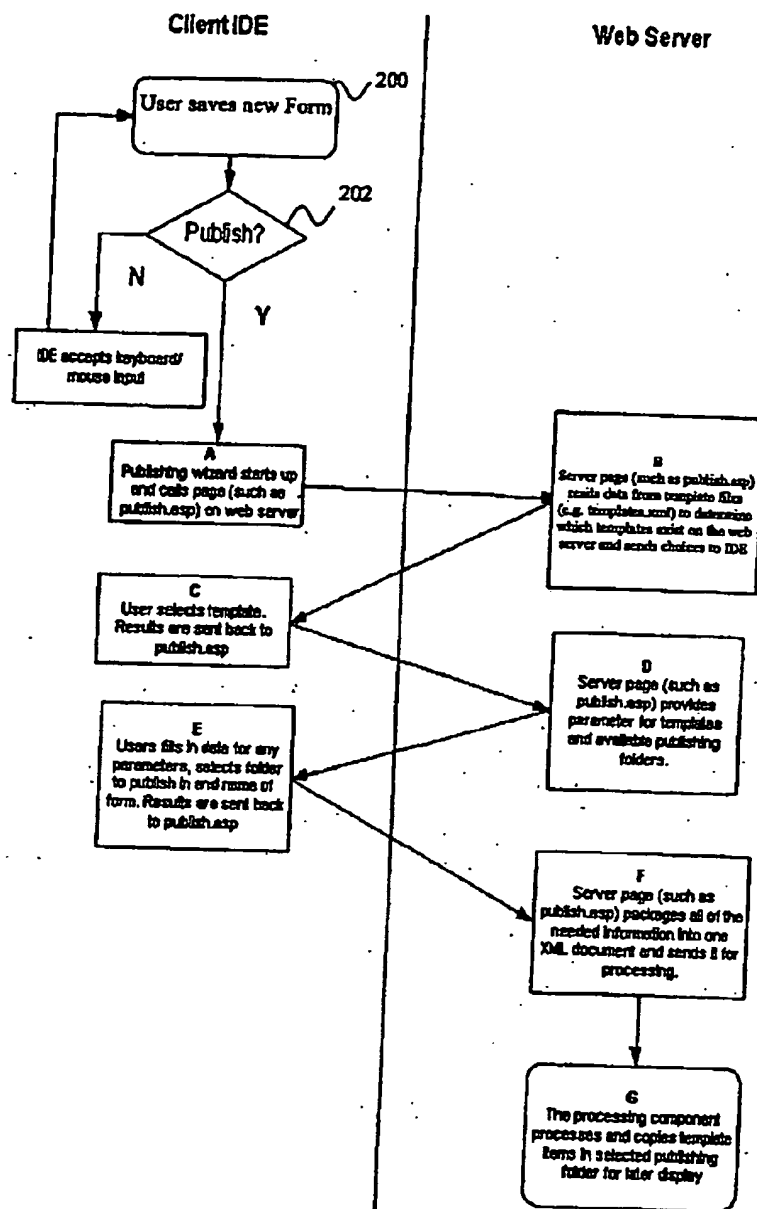 Client IDE
Web Server
200
User saves new Form
202
Publish?
N
Y
IDE accepts keyboard/
mouse input
A
Publishing wizard starts up
and calls page (such as
publish.asp) on web server
B
Server page (such as publish.asp)
reads data from template files
(e.g. templates.xml) to determine
which templates exist on the web
server and sends choices to IDE
C
User selects template.
Results are sent back to
publish.asp
D
Server page (such as
publish.asp) provides
parameter for templates
and available publishing
folders.
E
Users fills in data for any
parameters, selects folder
to publish in and name of
form. Results are sent back
to publish.asp
F
Server page (such as
publish.asp) packages all of the
needed information into one
XML document and sends it for
processing.
G
The processing component
processes and copies template
items in selected publishing
folder for later display